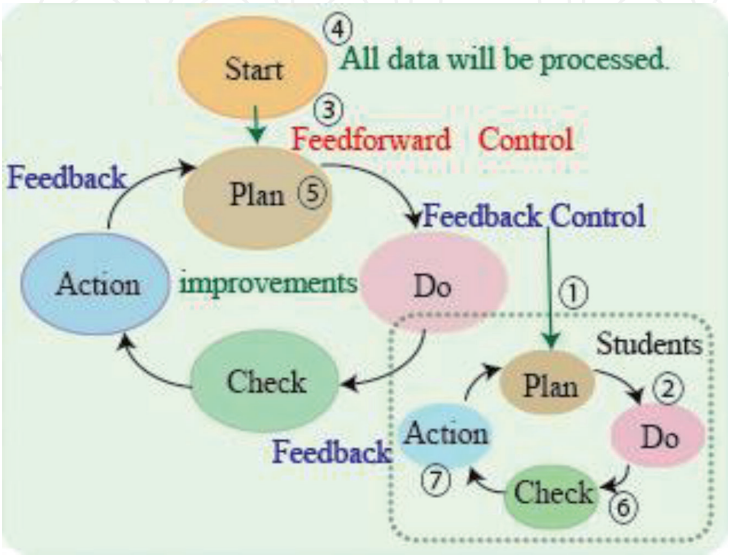 ④
Start
All data will be processed.
③
Feedforward Control
Feedback
Plan ⑤
Feedback Control
Action
improvements
Do
①
Students
Check
Plan
②
Feedback
Action
Do
⑦
Check
⑥